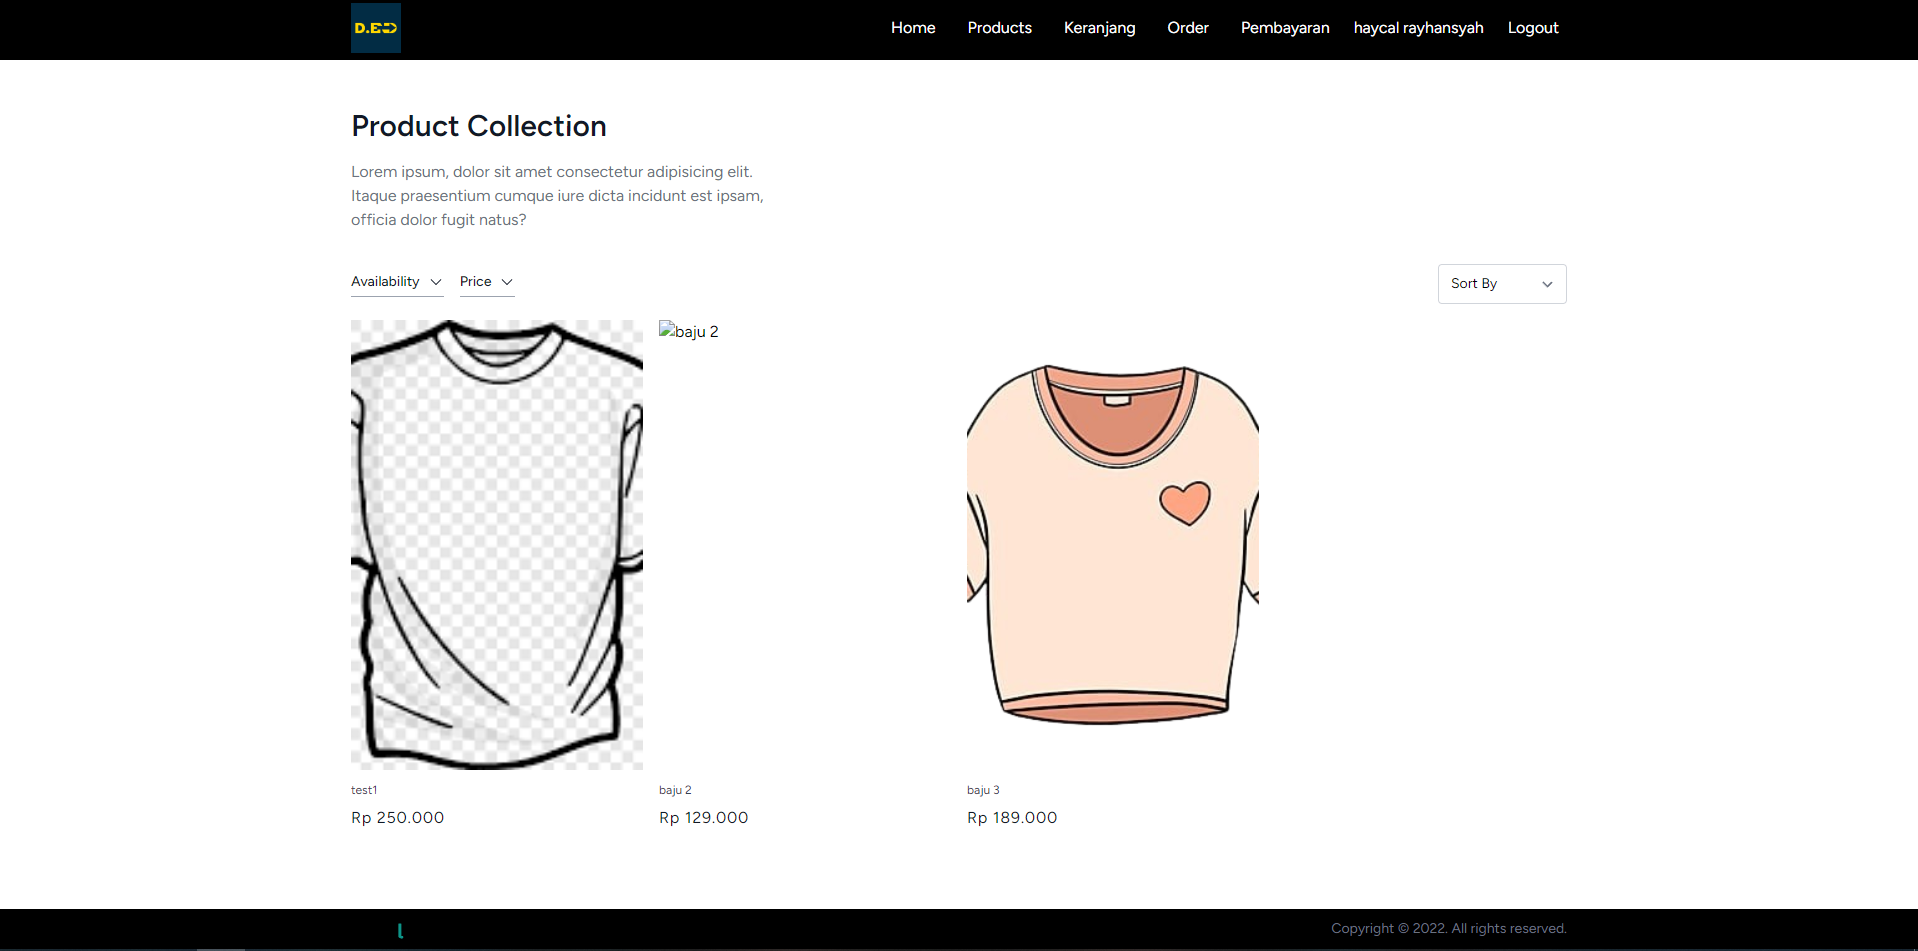 D.ED
Home Products Keranjang Order Pembayaran haycal rayhansyah Logout
Product Collection
Lorem ipsum, dolor sit amet consectetur adipisicing elit.
Itaque praesentium cumque iure dicta incidunt est ipsam,
officia dolor fugit natus?
Availability Price Sort By
baju 2
test1
Rp 250.000
baju 2
Rp 129.000
baju 3
Rp 189.000
l
Copyright © 2022. All rights reserved.